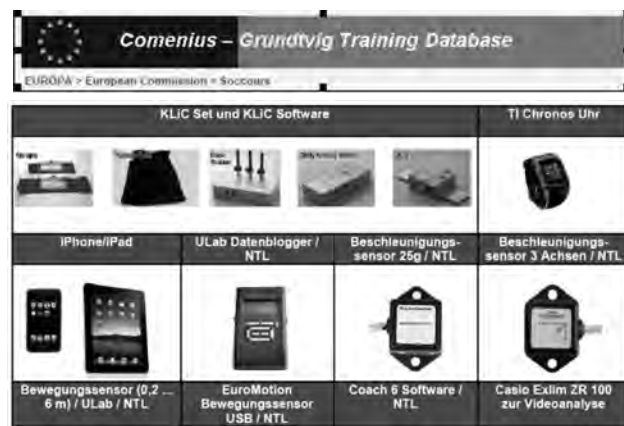 Comenius – Grundtvig Training Database
EUROPA > European Commission > Soccours
KLiC Set und KLiC Software
TI Chronos Uhr
iPhone/iPad
ULab Datenblogger /
NTL
Beschleunigungs-
sensor 25g / NTL
Beschleunigungs-
sensor 3 Achsen / NTL
Bewegungssensor (0,2 ...
6 m) / ULab / NTL
EuroMotion
Bewegungssensor
USB / NTL
Coach 6 Software /
NTL
Casio Exlim ZR 100
zur Videoanalyse